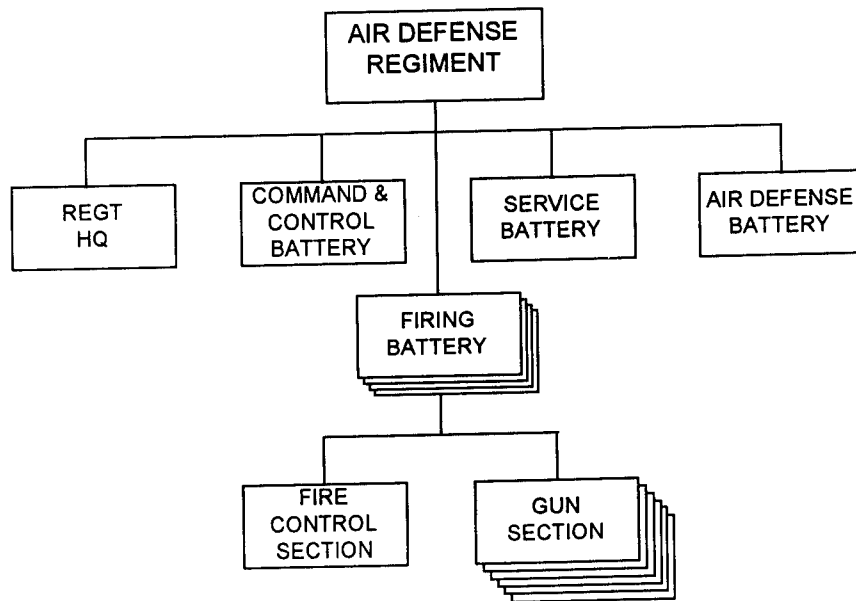 AIR DEFENSE
REGIMENT
REGT
HQ
COMMAND &
CONTROL
BATTERY
SERVICE
BATTERY
AIR DEFENSE
BATTERY
FIRING
BATTERY
FIRE
CONTROL
SECTION
GUN
SECTION